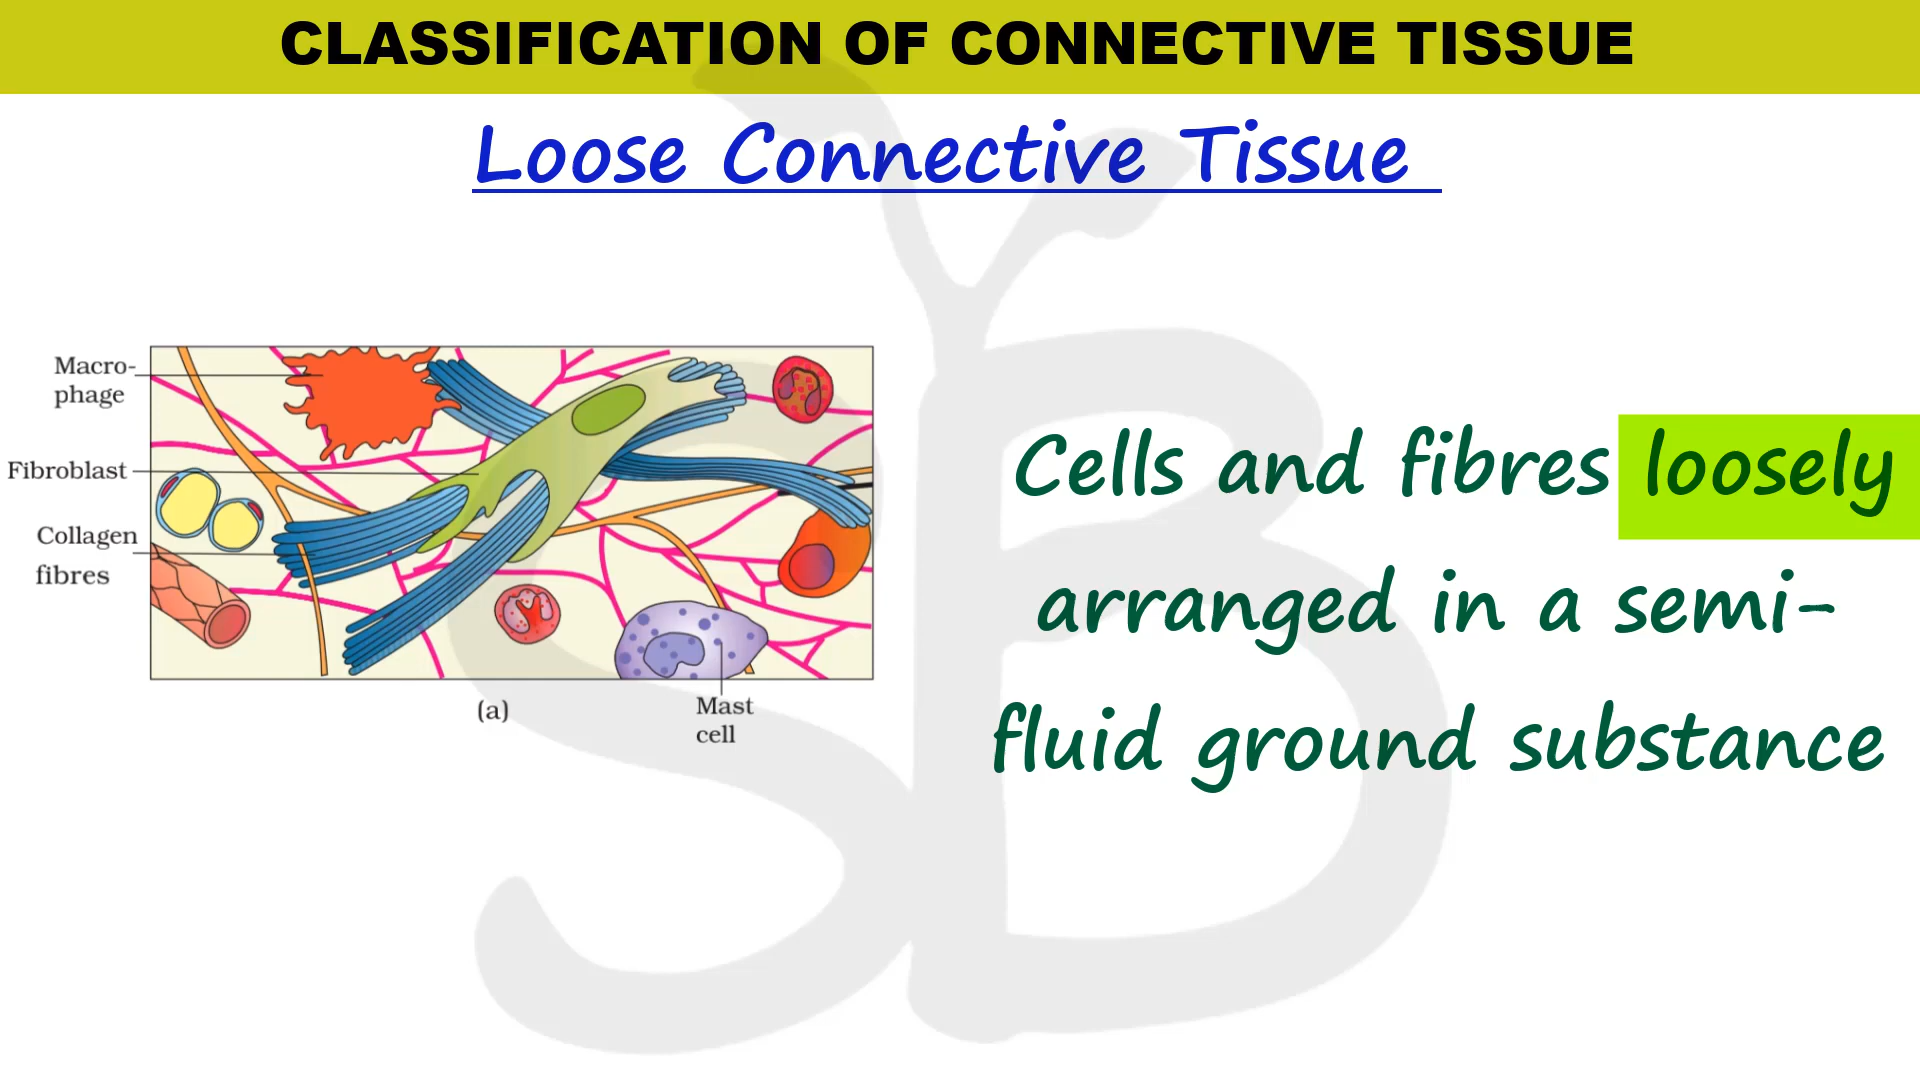 CLASSIFICATION OF CONNECTIVE TISSUE
Loose Connective Tissue
Macro-
phage
Fibroblast
Collagen
fibres
(a)
Mast
cell
Cells and fibres loosely
arranged in a semi-
fluid ground substance
SB